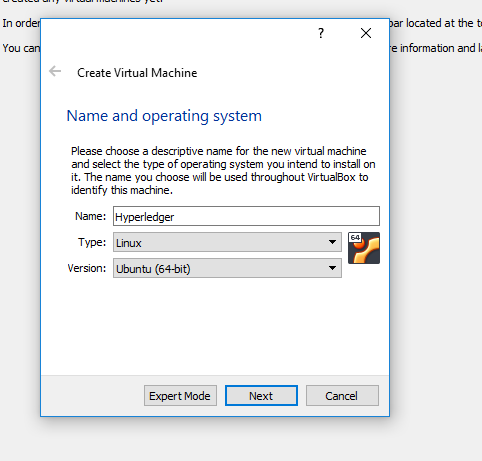 created any virtual machines yet.
In order
bar located at the to
You can
re information and la
?
Create Virtual Machine
Name and operating system
Please choose a descriptive name for the new virtual machine
and select the type of operating system you intend to install on
it. The name you choose will be used throughout VirtualBox to
identify this machine.
Name: Hyperledger
Type: Linux
64
Version: Ubuntu (64-bit)
Expert Mode Next Cancel